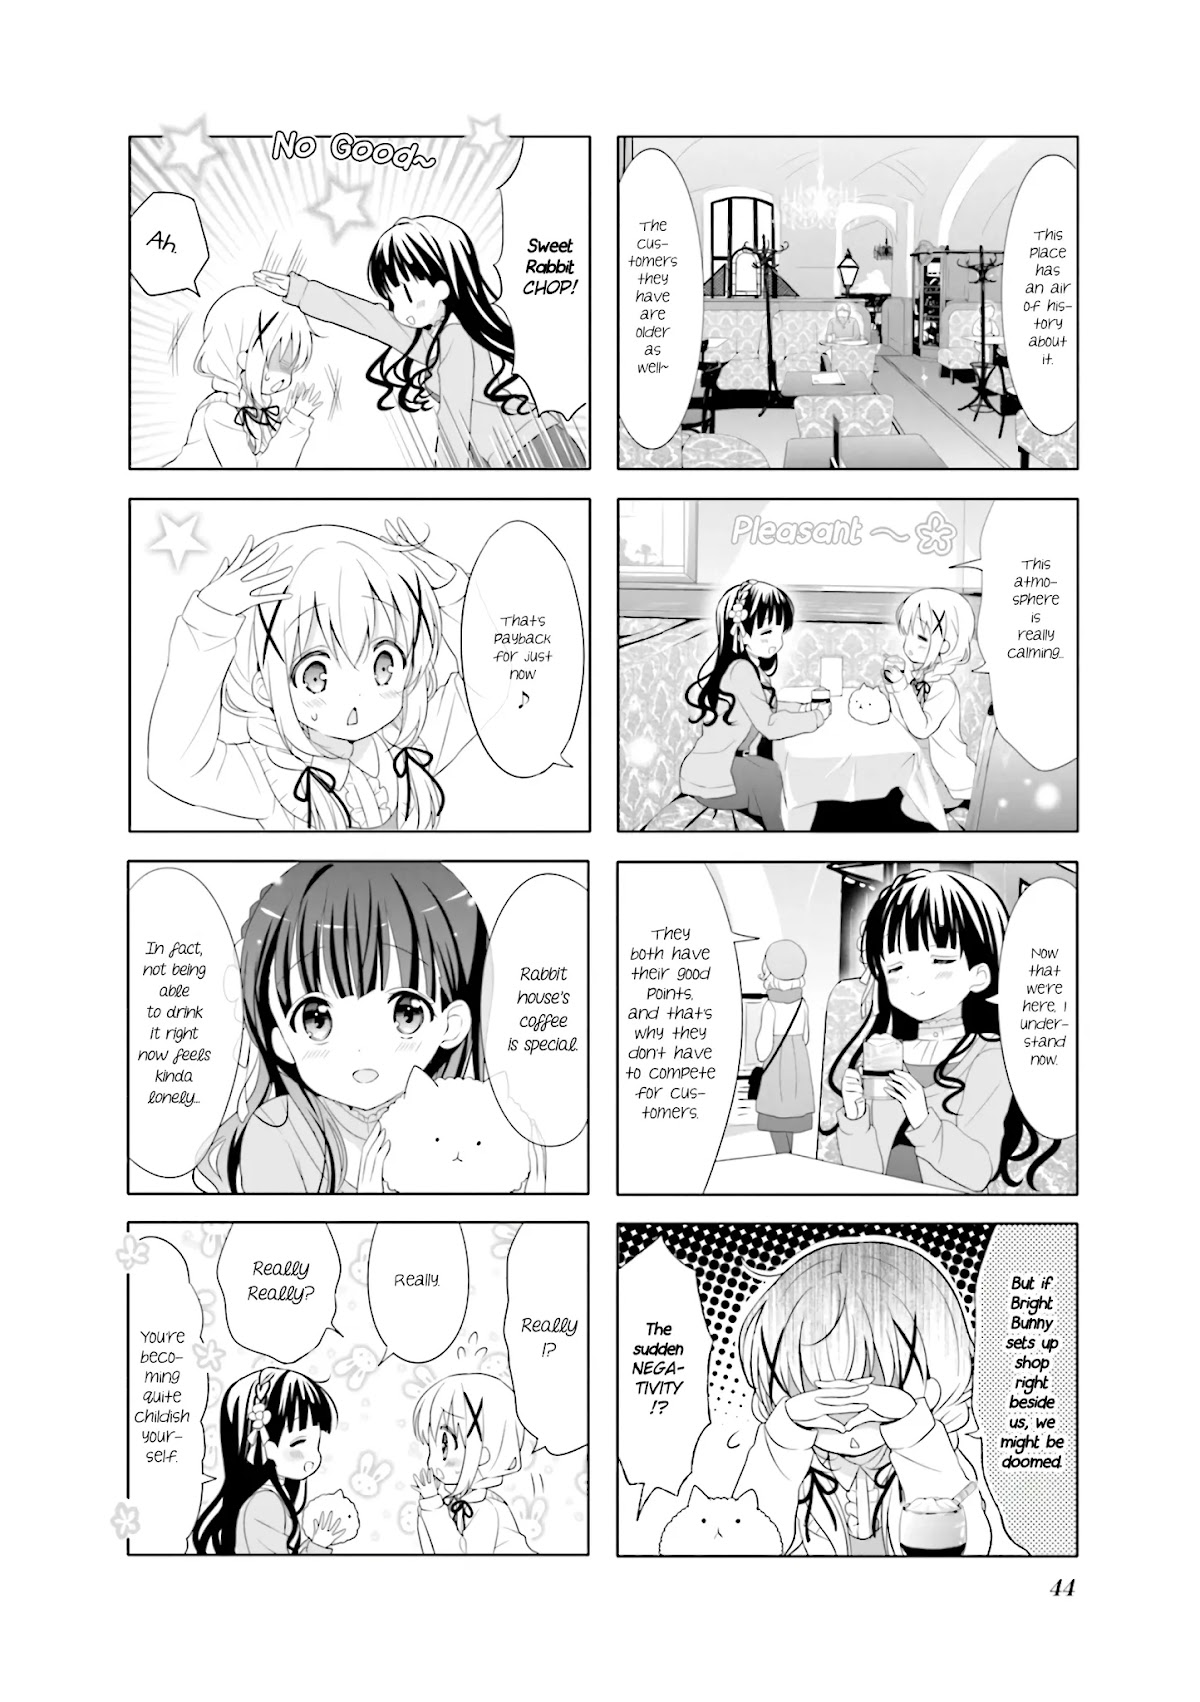 This
Place
has
an air
of his-
tory
about
it.
The
cus-
tomers
they
have
are
older
as
well~
Pleasant~
This
atmo-
sphere
is
really
calming...
Now
that
we're
here, I
under-
stand
now.
They
both have
their good
Points,
and that's
why they
don't have
to compete
for cus-
tomers.
But if
Bright
Bunny
sets up
shop
right
beside
us, we
might be
doomed.
The
sudden
NEGA-
TIVITY
!?
No Good~
Sweet
Rabbit
CHOP!
Ah.
That's
Payback
for just
now
♪
Rabbit
house's
coffee
is special.
In fact,
not being
able
to drink
it right
now feels
kinda
lonely...
Really
!?
Really.
Really
Really?
You're
beco-
ming
quite
childish
your-
self.
44